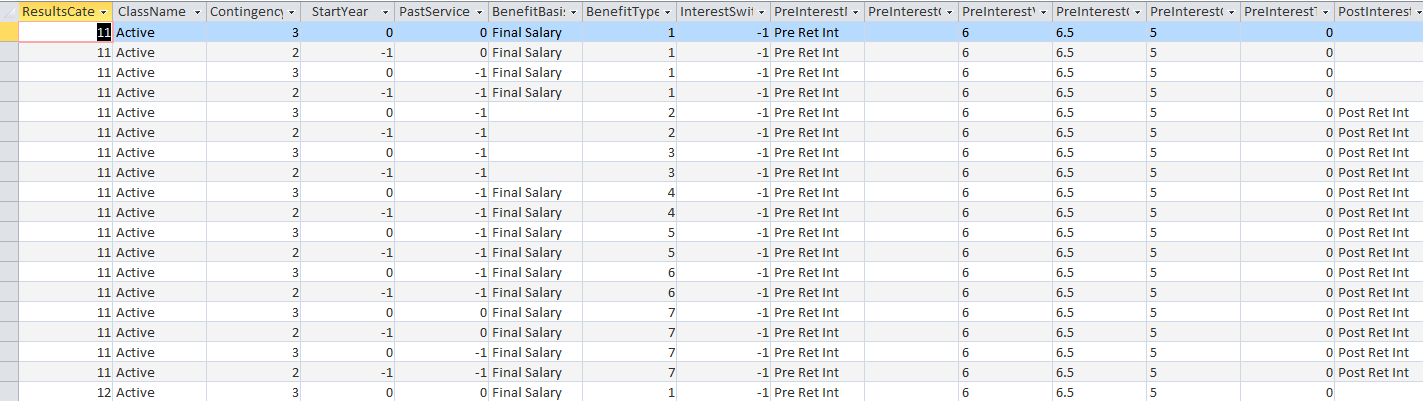 ResultsCate ClassName Contingency StartYear PastService BenefitBasis BenefitType InterestSwit PreInterestN PreInterestC PreInterestV PreInterestC PreInterestC PreInterestT PostInterest
11 Active 3 0 0 Final Salary 1 -1 Pre Ret Int 6 6.5 5 0
11 Active 2 -1 0 Final Salary 1 -1 Pre Ret Int 6 6.5 5 0
11 Active 3 0 -1 Final Salary 1 -1 Pre Ret Int 6 6.5 5 0
11 Active 2 -1 -1 Final Salary 1 -1 Pre Ret Int 6 6.5 5 0
11 Active 3 0 -1 2 -1 Pre Ret Int 6 6.5 5 0 Post Ret Int
11 Active 2 -1 -1 2 -1 Pre Ret Int 6 6.5 5 0 Post Ret Int
11 Active 3 0 -1 3 -1 Pre Ret Int 6 6.5 5 0 Post Ret Int
11 Active 2 -1 -1 3 -1 Pre Ret Int 6 6.5 5 0 Post Ret Int
11 Active 3 0 -1 Final Salary 4 -1 Pre Ret Int 6 6.5 5 0 Post Ret Int
11 Active 2 -1 -1 Final Salary 4 -1 Pre Ret Int 6 6.5 5 0 Post Ret Int
11 Active 3 0 -1 Final Salary 5 -1 Pre Ret Int 6 6.5 5 0 Post Ret Int
11 Active 2 -1 -1 Final Salary 5 -1 Pre Ret Int 6 6.5 5 0 Post Ret Int
11 Active 3 0 -1 Final Salary 6 -1 Pre Ret Int 6 6.5 5 0 Post Ret Int
11 Active 2 -1 -1 Final Salary 6 -1 Pre Ret Int 6 6.5 5 0 Post Ret Int
11 Active 3 0 0 Final Salary 7 -1 Pre Ret Int 6 6.5 5 0 Post Ret Int
11 Active 2 -1 0 Final Salary 7 -1 Pre Ret Int 6 6.5 5 0 Post Ret Int
11 Active 3 0 -1 Final Salary 7 -1 Pre Ret Int 6 6.5 5 0 Post Ret Int
11 Active 2 -1 -1 Final Salary 7 -1 Pre Ret Int 6 6.5 5 0 Post Ret Int
12 Active 3 0 0 Final Salary 1 -1 Pre Ret Int 6 6.5 5 0